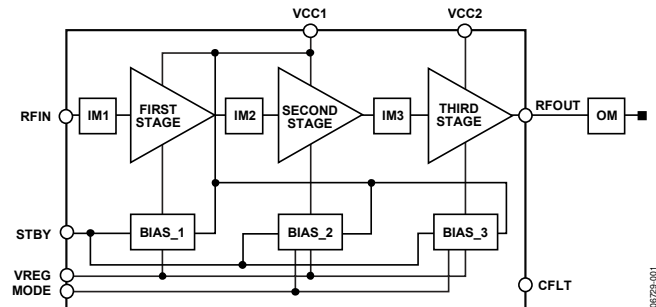 VCC1
VCC2
RFIN
IM1
FIRST
STAGE
IM2
SECOND
STAGE
IM3
THIRD
STAGE
RFOUT
OM
STBY
BIAS_1
BIAS_2
BIAS_3
VREG
MODE
CFLT
06729-001